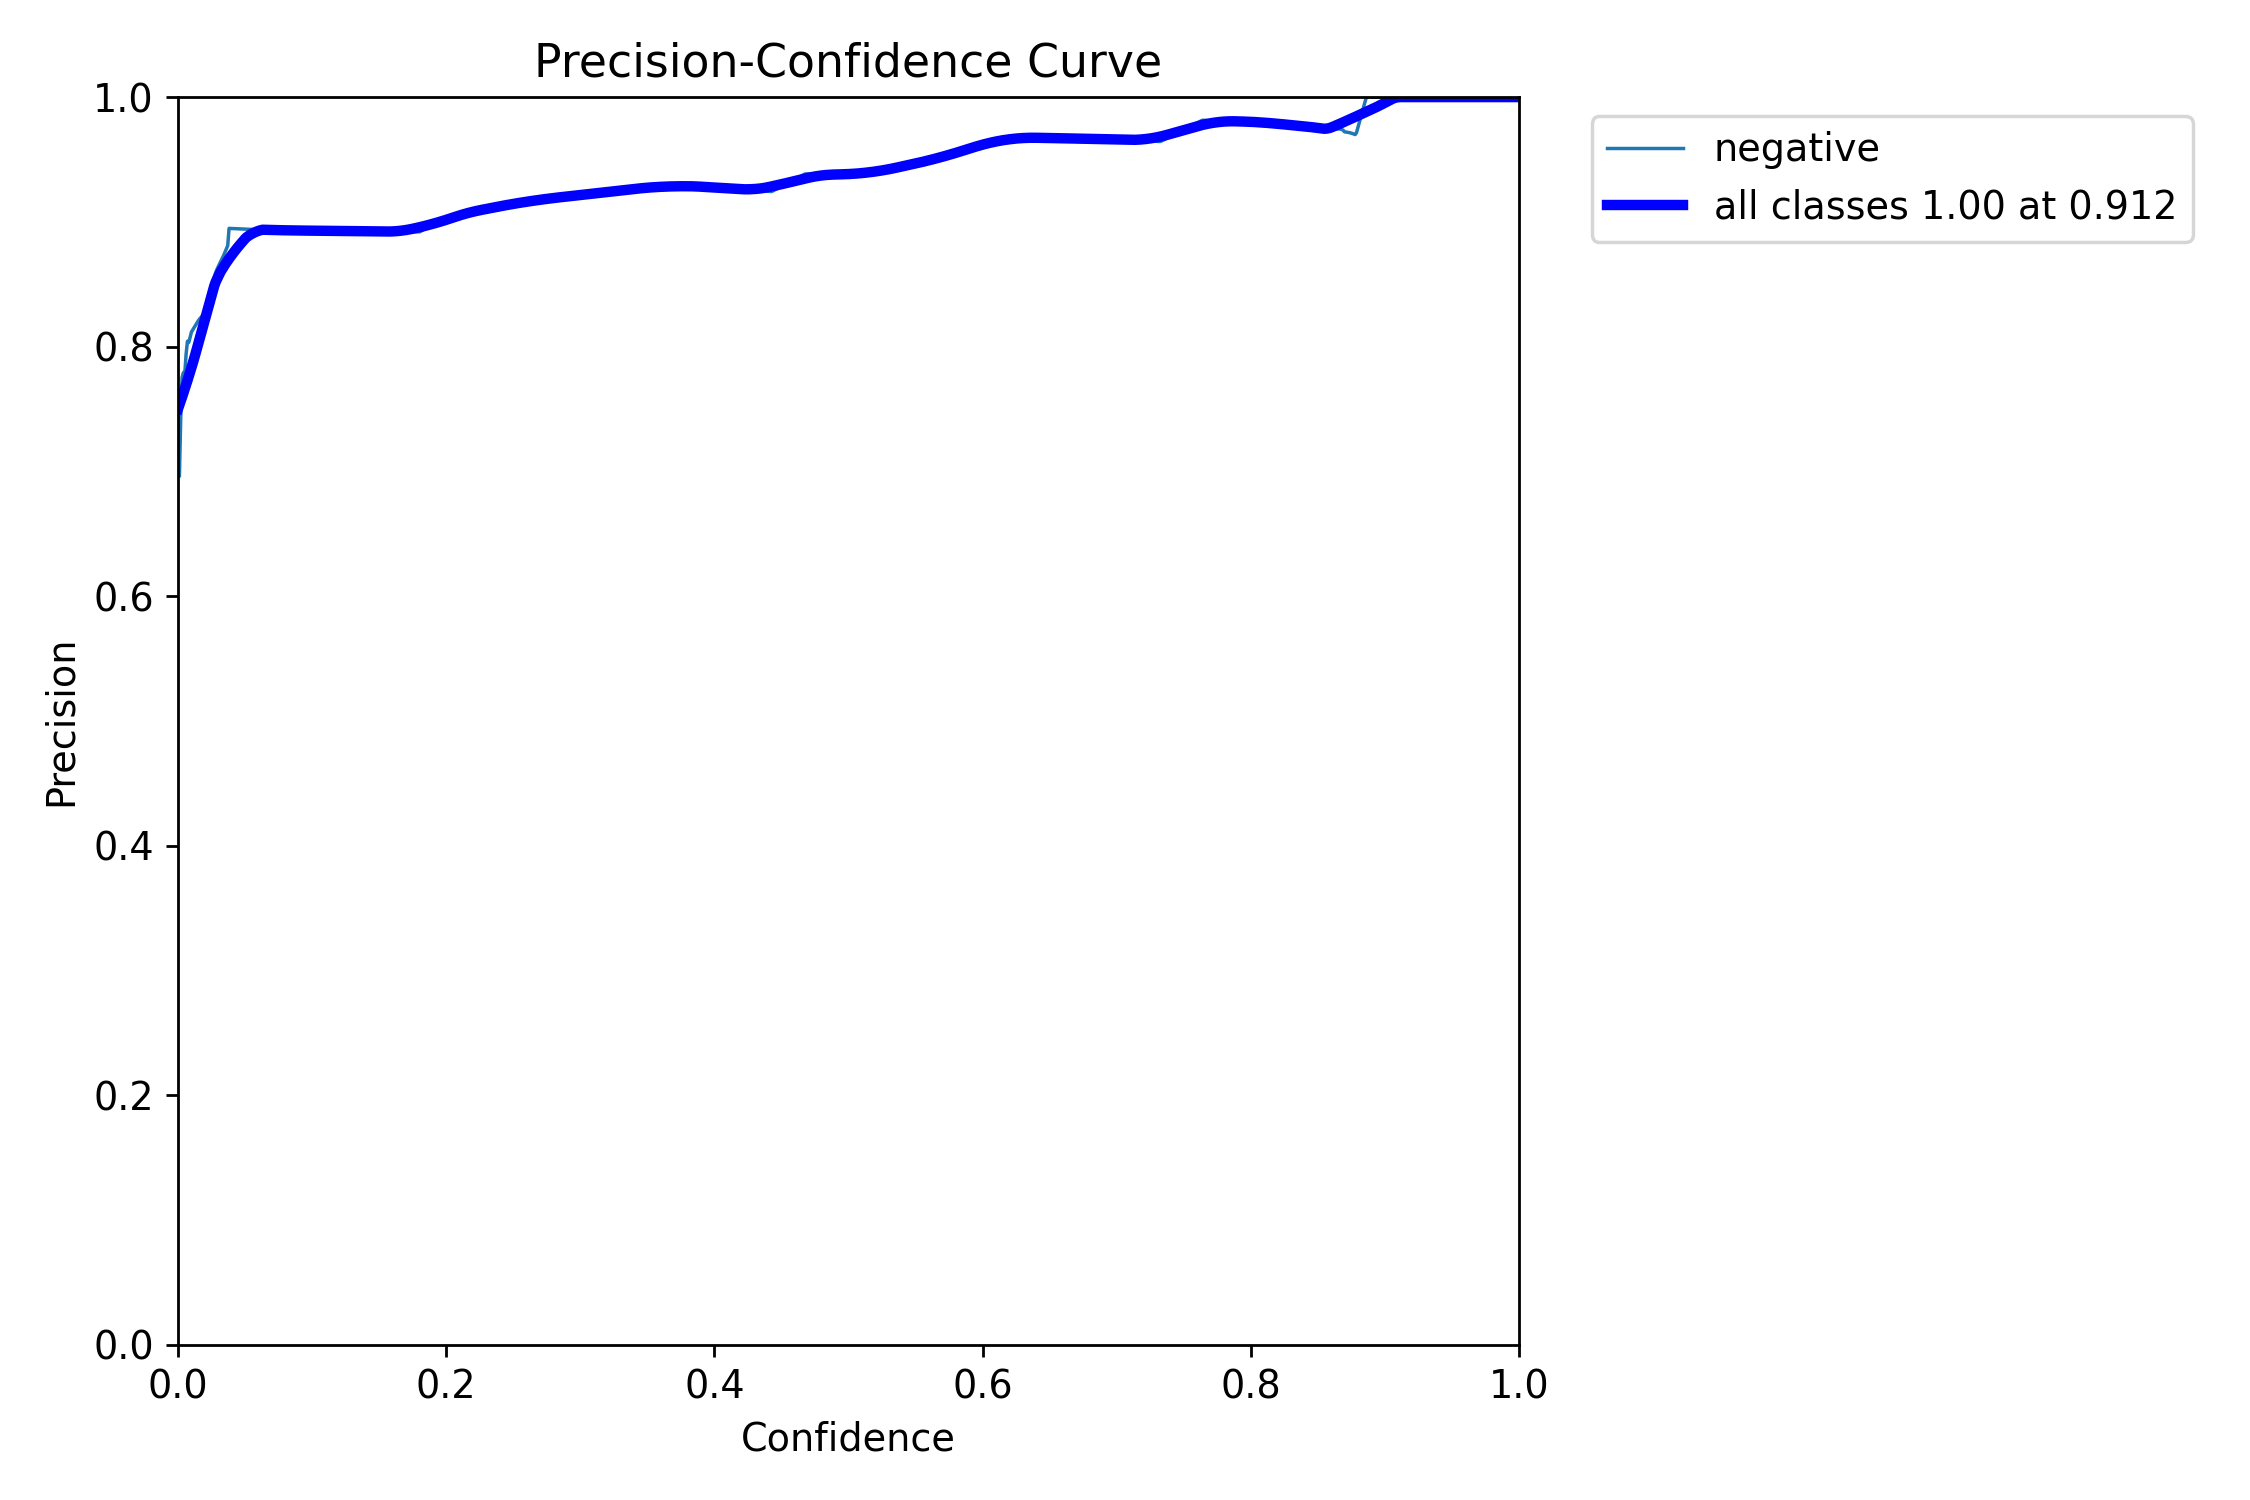 Precision-Confidence Curve
negative
all classes 1.00 at 0.912
1.0
0.8
0.6
0.4
0.2
0.0
Precision
0.0 0.2 0.4 0.6 0.8 1.0
Confidence